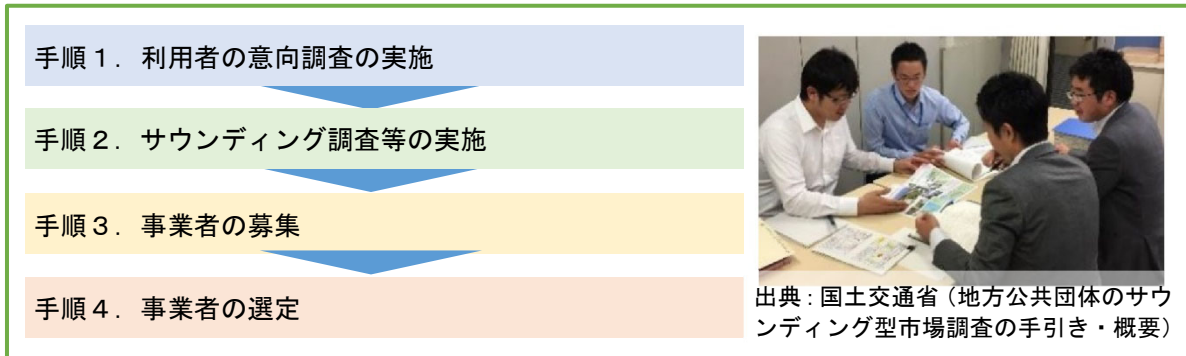 手順１．利用者の意向調査の実施
手順２．サウンディング調査等の実施
手順３．事業者の募集
手順４．事業者の選定
出典：国土交通省（地方公共団体のサウ
ンディング型市場調査の手引き・概要）